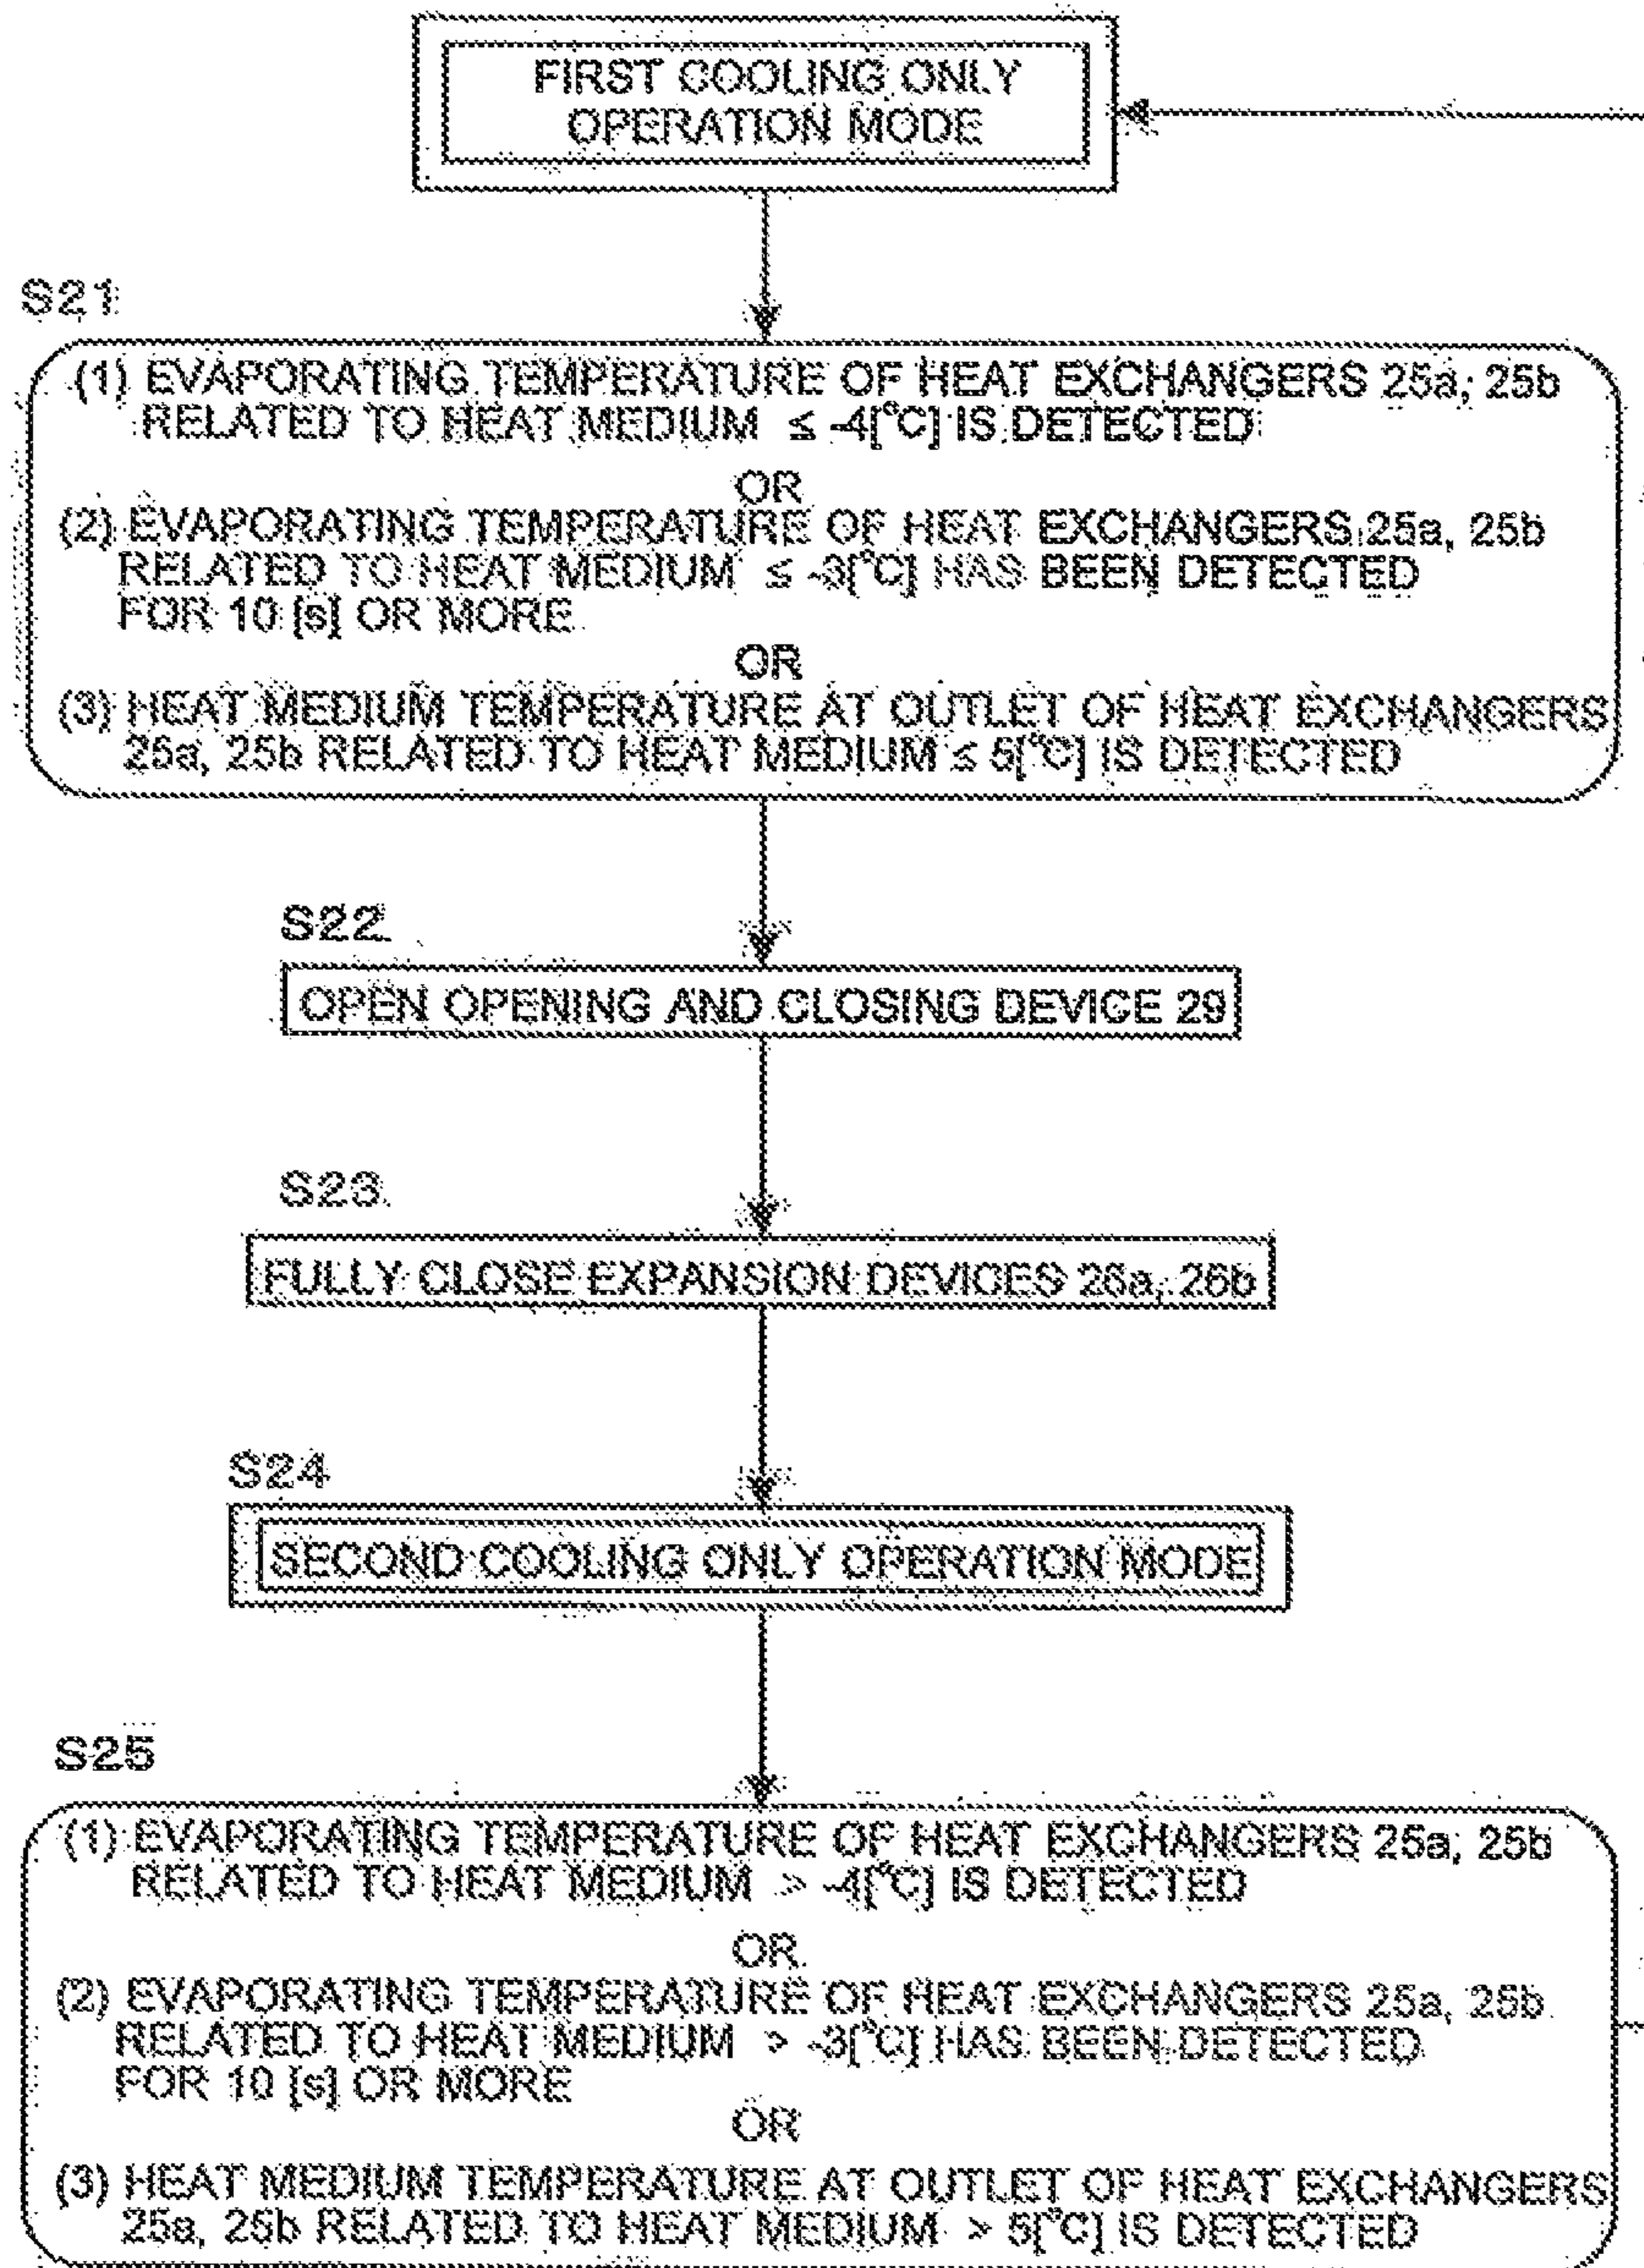 FIRST COOLING ONLY
OPERATION MODE
S21
(1) EVAPORATING TEMPERATURE OF HEAT EXCHANGERS 25a, 25b
RELATED TO HEAT MEDIUM ≤ -4[°C] IS DETECTED
OR
(2) EVAPORATING TEMPERATURE OF HEAT EXCHANGERS 25a, 25b
RELATED TO HEAT MEDIUM ≤ -3[°C] HAS BEEN DETECTED
FOR 10 [s] OR MORE
OR
(3) HEAT MEDIUM TEMPERATURE AT OUTLET OF HEAT EXCHANGERS
25a, 25b RELATED TO HEAT MEDIUM ≤ 5[°C] IS DETECTED
S22
OPEN OPENING AND CLOSING DEVICE 29
S23
FULLY CLOSE EXPANSION DEVICES 26a, 26b
S24
SECOND COOLING ONLY OPERATION MODE
S25
(1) EVAPORATING TEMPERATURE OF HEAT EXCHANGERS 25a, 25b
RELATED TO HEAT MEDIUM > -4[°C] IS DETECTED
OR
(2) EVAPORATING TEMPERATURE OF HEAT EXCHANGERS 25a, 25b
RELATED TO HEAT MEDIUM > -3[°C] HAS BEEN DETECTED
FOR 10 [s] OR MORE
OR
(3) HEAT MEDIUM TEMPERATURE AT OUTLET OF HEAT EXCHANGERS
25a, 25b RELATED TO HEAT MEDIUM > 5[°C] IS DETECTED